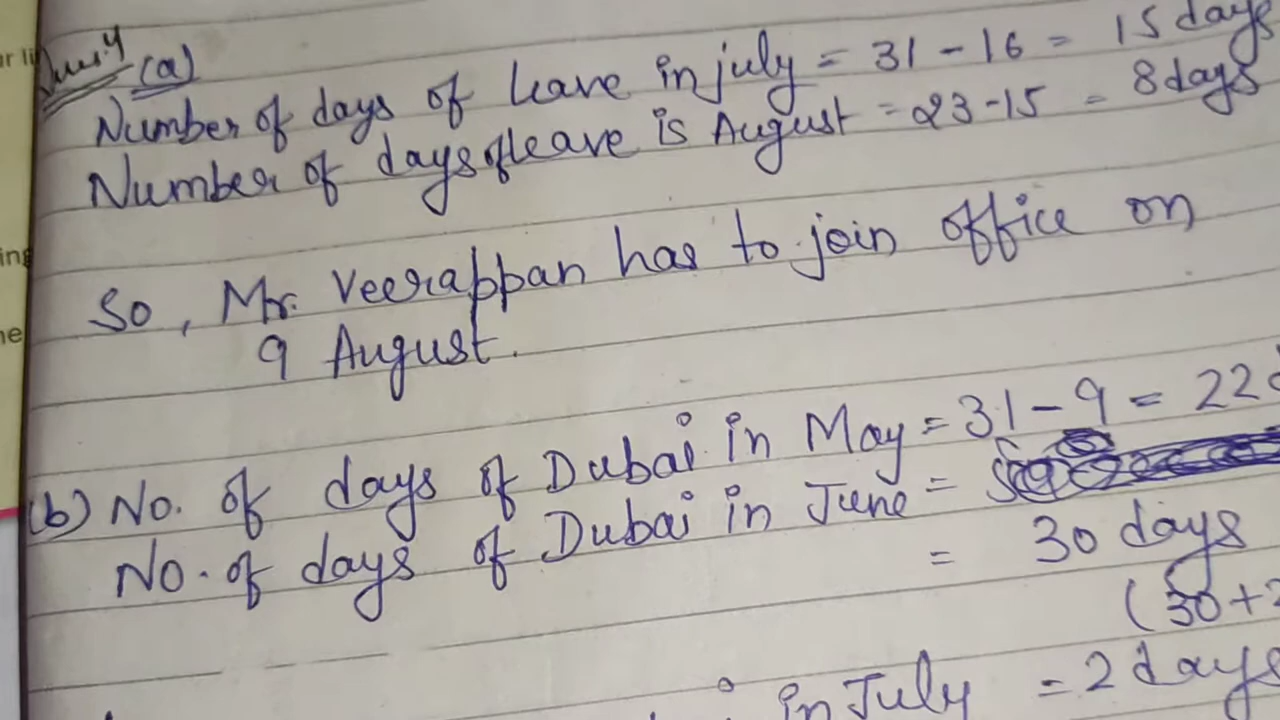 (a)
Number of days of leave in july = 31 - 16 = 15 days
Number of days of leave is August = 23 - 15 = 8 days
So, Mr. Veerappan has to join office on
9 August.
(b) No. of days of Dubai in May = 31 - 9 = 22
No. of days of Dubai in June =
= 30 days
(30 +
in July = 2 days